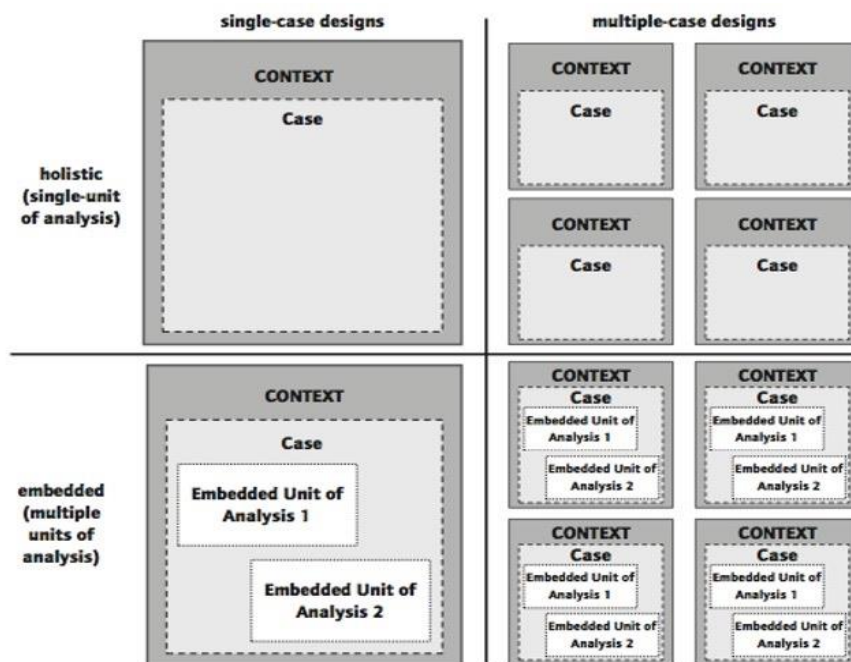 single-case designs
multiple-case designs
holistic
(single-unit
of analysis)
CONTEXT
Case
CONTEXT
Case
CONTEXT
Case
CONTEXT
Case
CONTEXT
Case
embedded
(multiple
units of
analysis)
CONTEXT
Case
Embedded Unit of
Analysis 1
Embedded Unit of
Analysis 2
CONTEXT
Case
Embedded Unit of
Analysis 1
Embedded Unit of
Analysis 2
CONTEXT
Case
Embedded Unit of
Analysis 1
Embedded Unit of
Analysis 2
CONTEXT
Case
Embedded Unit of
Analysis 1
Embedded Unit of
Analysis 2
CONTEXT
Case
Embedded Unit of
Analysis 1
Embedded Unit of
Analysis 2